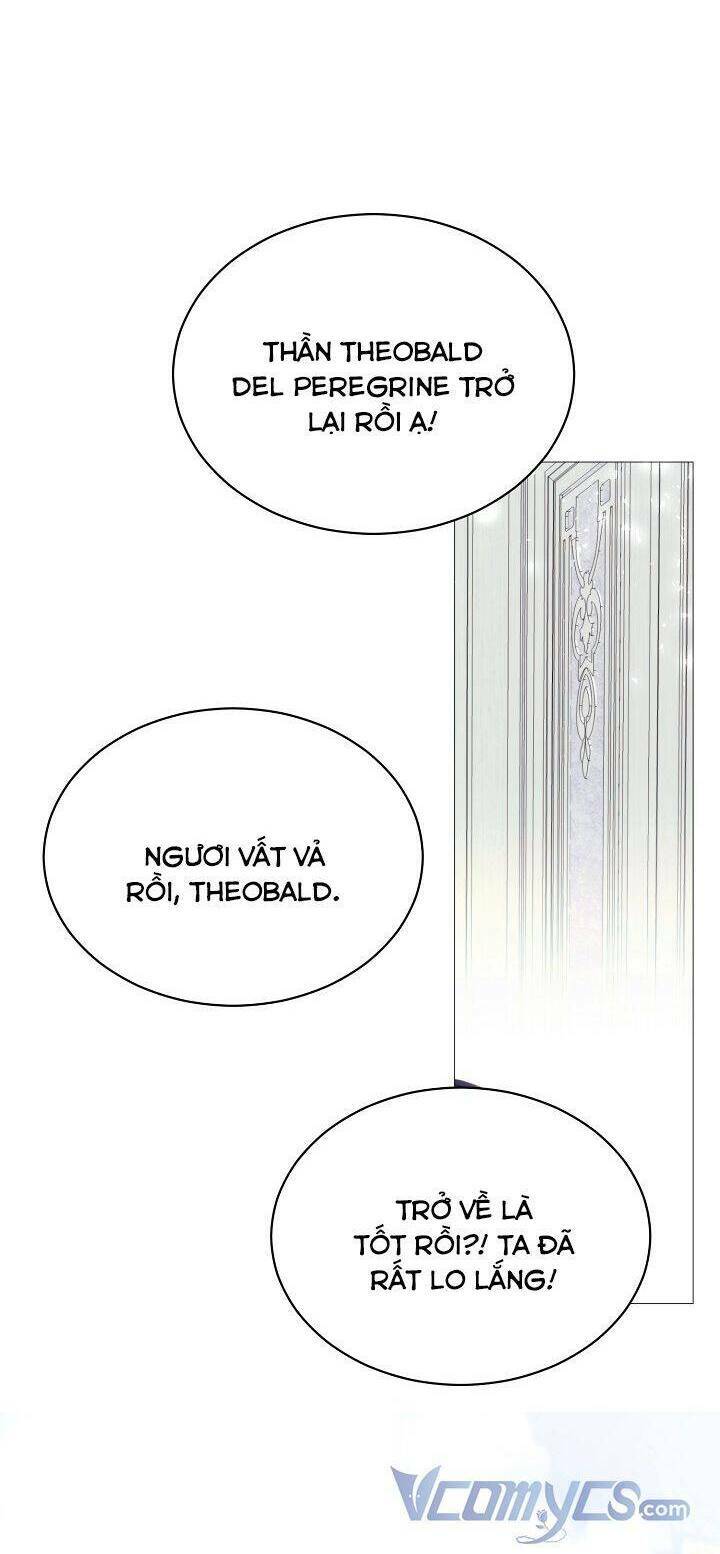 THẦN THEOBALD
DEL PEREGRINE TRỞ
LẠI RỒI Ạ!
NGƯƠI VẤT VẢ
RỒI, THEOBALD.
TRỞ VỀ LÀ
TỐT RỒI?! TA ĐÃ
RẤT LO LẮNG!
VCOMYCS.com